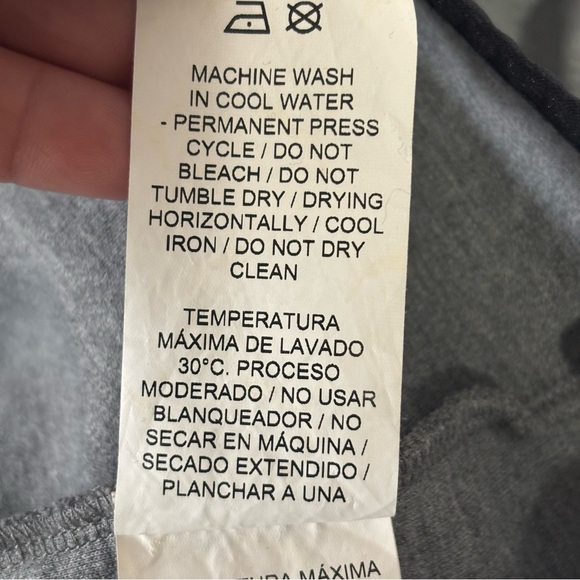 MACHINE WASH
IN COOL WATER
- PERMANENT PRESS
CYCLE / DO NOT
BLEACH / DO NOT
TUMBLE DRY / DRYING
HORIZONTALLY / COOL
IRON / DO NOT DRY
CLEAN
TEMPERATURA
MÁXIMA DE LAVADO
30°C. PROCESO
MODERADO / NO USAR
BLANQUEADOR / NO
SECAR EN MÁQUINA /
SECADO EXTENDIDO /
PLANCHAR A UNA
MÁXIMA